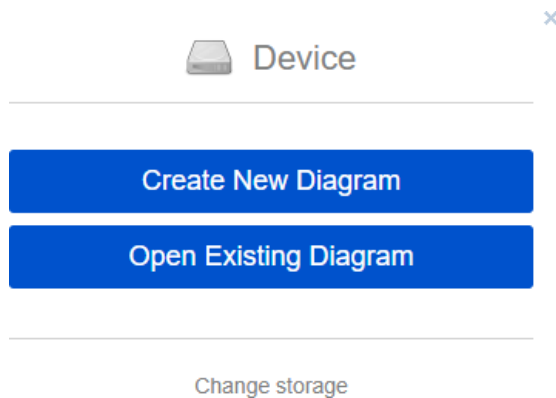 Device
Create New Diagram
Open Existing Diagram
Change storage